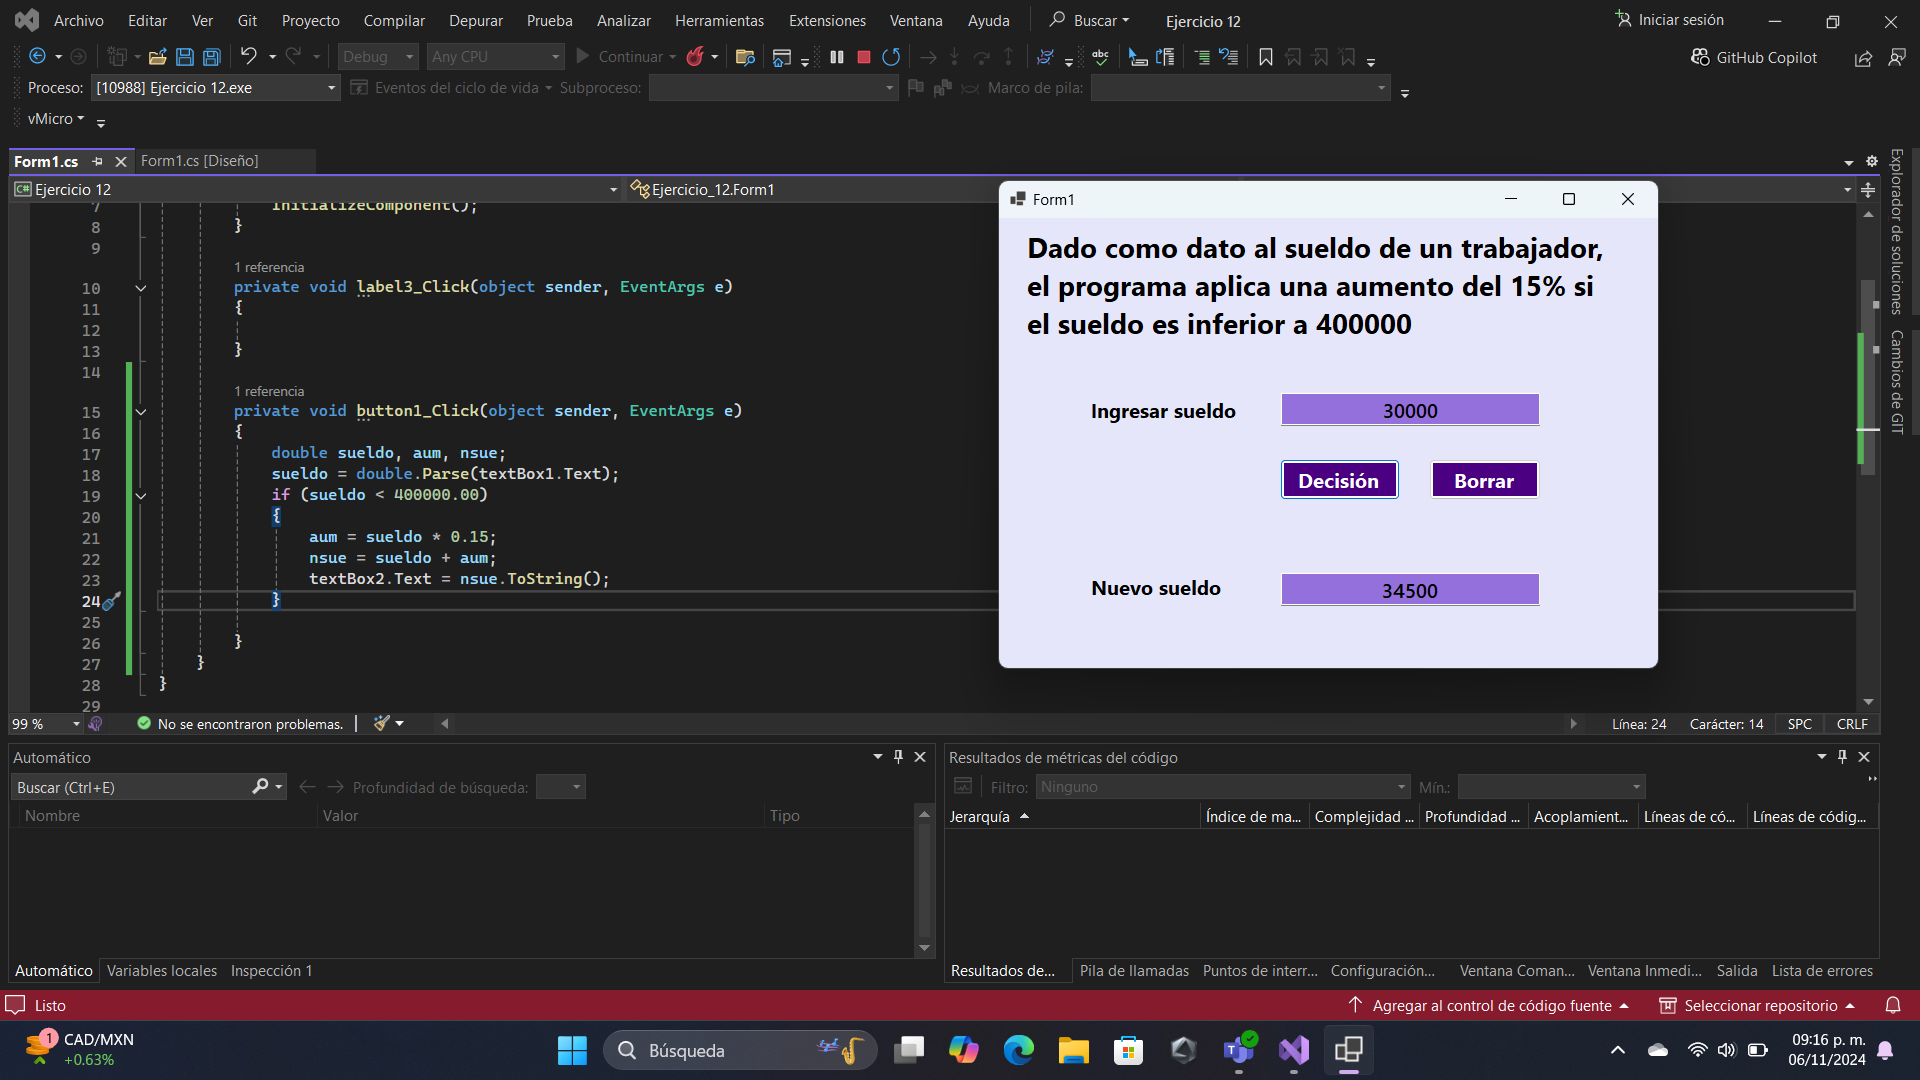 Archivo Editar Ver Git Proyecto Compilar Depurar Prueba Analizar Herramientas Extensiones Ventana Ayuda Buscar Ejercicio 12 Iniciar sesión
Debug Any CPU Continuar abc GitHub Copilot
Proceso: [10988] Ejercicio 12.exe Eventos del ciclo de vida Subproceso: Marco de pila:
vMicro
Form1.cs Form1.cs [Diseño]
C# Ejercicio 12 Ejercicio_12.Form1
7 InitializeComponent();
8 }
9
1 referencia
10 private void label3_Click(object sender, EventArgs e)
11 {
12
13 }
14
1 referencia
15 private void button1_Click(object sender, EventArgs e)
16 {
17 double sueldo, aum, nsue;
18 sueldo = double.Parse(textBox1.Text);
19 if (sueldo < 400000.00)
20 {
21 aum = sueldo * 0.15;
22 nsue = sueldo + aum;
23 textBox2.Text = nsue.ToString();
24 }
25
26 }
27 }
28 }
29
Form1
Dado como dato al sueldo de un trabajador,
el programa aplica una aumento del 15% si
el sueldo es inferior a 400000
Ingresar sueldo 30000
Decisión Borrar
Nuevo sueldo 34500
Explorador de soluciones
Cambios de GIT
99 % No se encontraron problemas. Línea: 24 Carácter: 14 SPC CRLF
Automático
Buscar (Ctrl+E) Profundidad de búsqueda:
Nombre Valor Tipo
Automático Variables locales Inspección 1
Resultados de métricas del código
Filtro: Ninguno Mín.:
Jerarquía Índice de ma... Complejidad ... Profundidad ... Acoplamient... Líneas de có... Líneas de códig...
Resultados de... Pila de llamadas Puntos de interr... Configuración... Ventana Coman... Ventana Inmedi... Salida Lista de errores
Listo Agregar al control de código fuente Seleccionar repositorio
1 CAD/MXN
+0.63%
Búsqueda
09:16 p. m.
06/11/2024